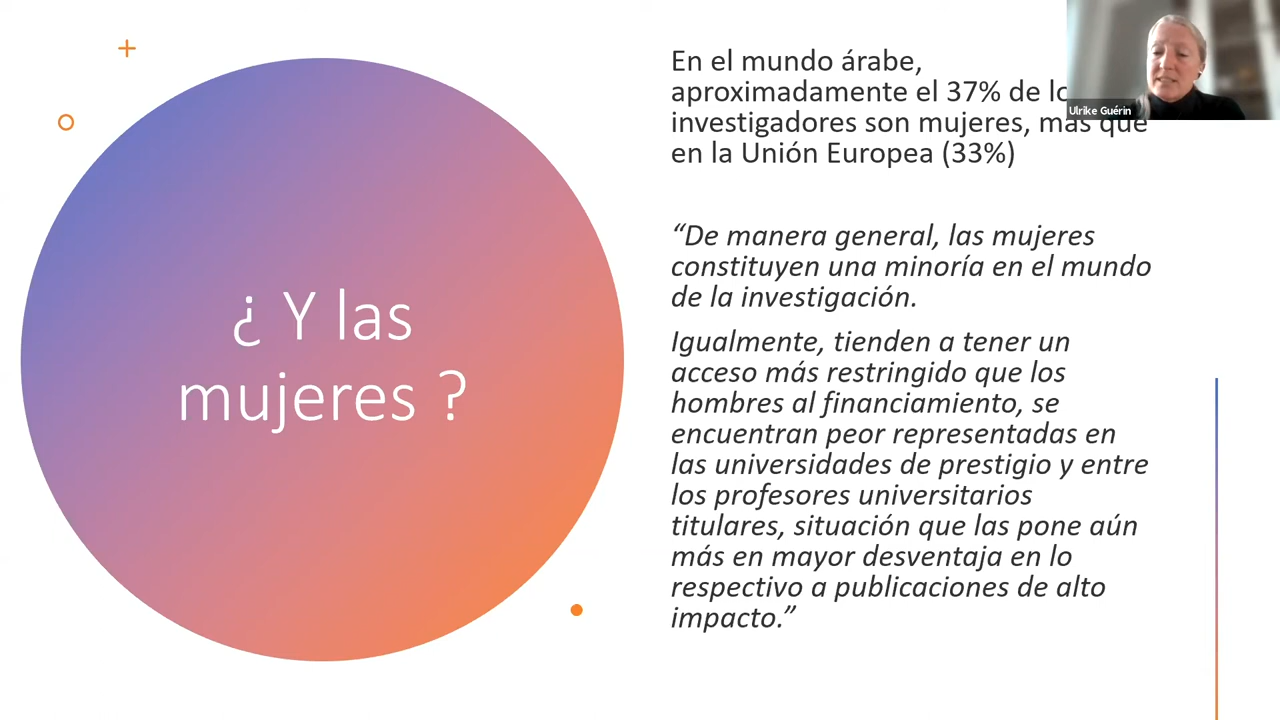 ¿ Y las
mujeres ?
En el mundo árabe,
aproximadamente el 37% de
investigadores son mujeres, más que
en la Unión Europea (33%)
“De manera general, las mujeres
constituyen una minoría en el mundo
de la investigación.
Igualmente, tienden a tener un
acceso más restringido que los
hombres al financiamiento, se
encuentran peor representadas en
las universidades de prestigio y entre
los profesores universitarios
titulares, situación que las pone aún
más en mayor desventaja en lo
respectivo a publicaciones de alto
impacto.”
Ulrike Guérin